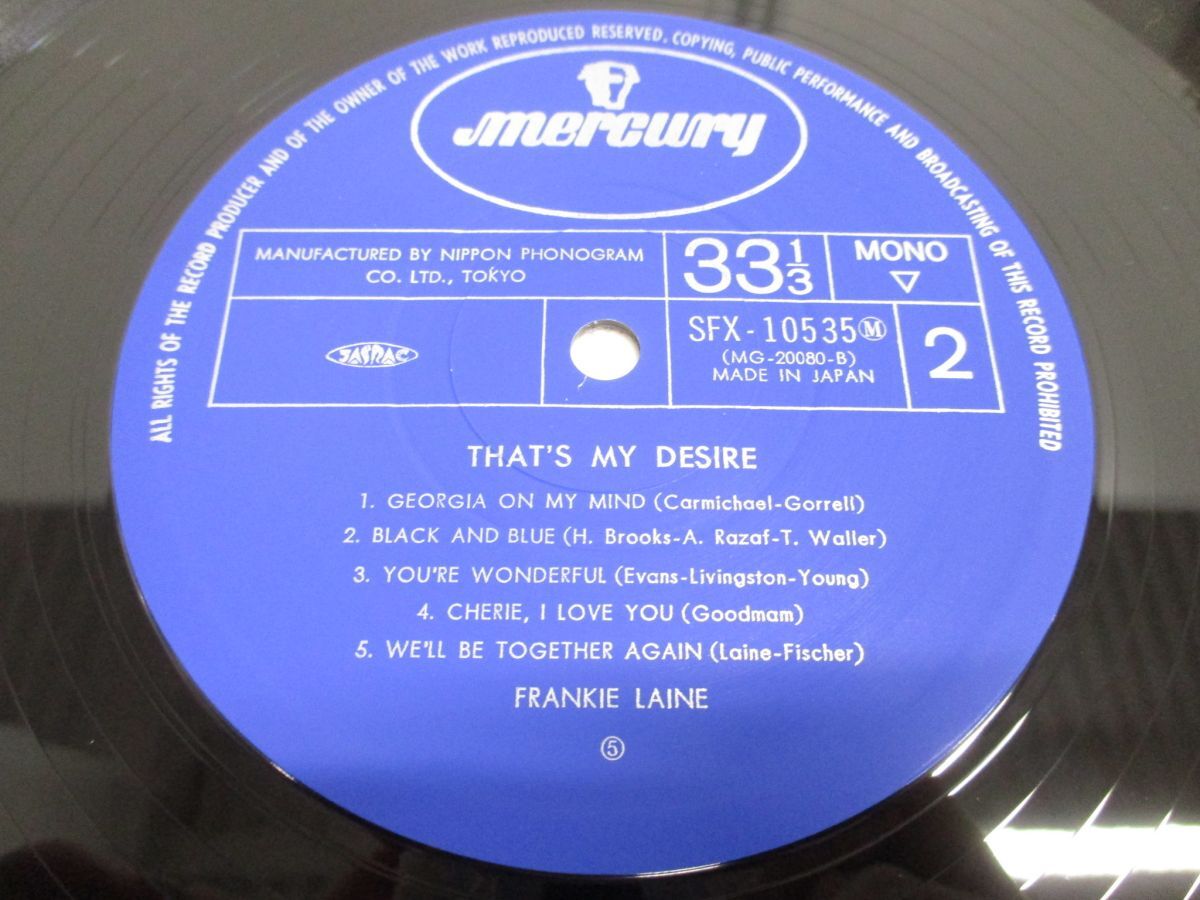 ALL RIGHTS OF THE RECORD PRODUCER AND OF THE OWNER OF THE WORK REPRODUCED RESERVED. COPYING, PUBLIC PERFORMANCE AND BROADCASTING OF THIS RECORD PROHIBITED
mercury
MANUFACTURED BY NIPPON PHONOGRAM
CO. LTD., TOKYO
33 1/3
MONO
▽
JASRAC
SFX-10535Ⓜ
(MG-20080-B)
MADE IN JAPAN
2
THAT'S MY DESIRE
1. GEORGIA ON MY MIND (Carmichael-Gorrell)
2. BLACK AND BLUE (H. Brooks-A. Razaf-T. Waller)
3. YOU'RE WONDERFUL (Evans-Livingston-Young)
4. CHERIE, I LOVE YOU (Goodmam)
5. WE'LL BE TOGETHER AGAIN (Laine-Fischer)
FRANKIE LAINE
⑤